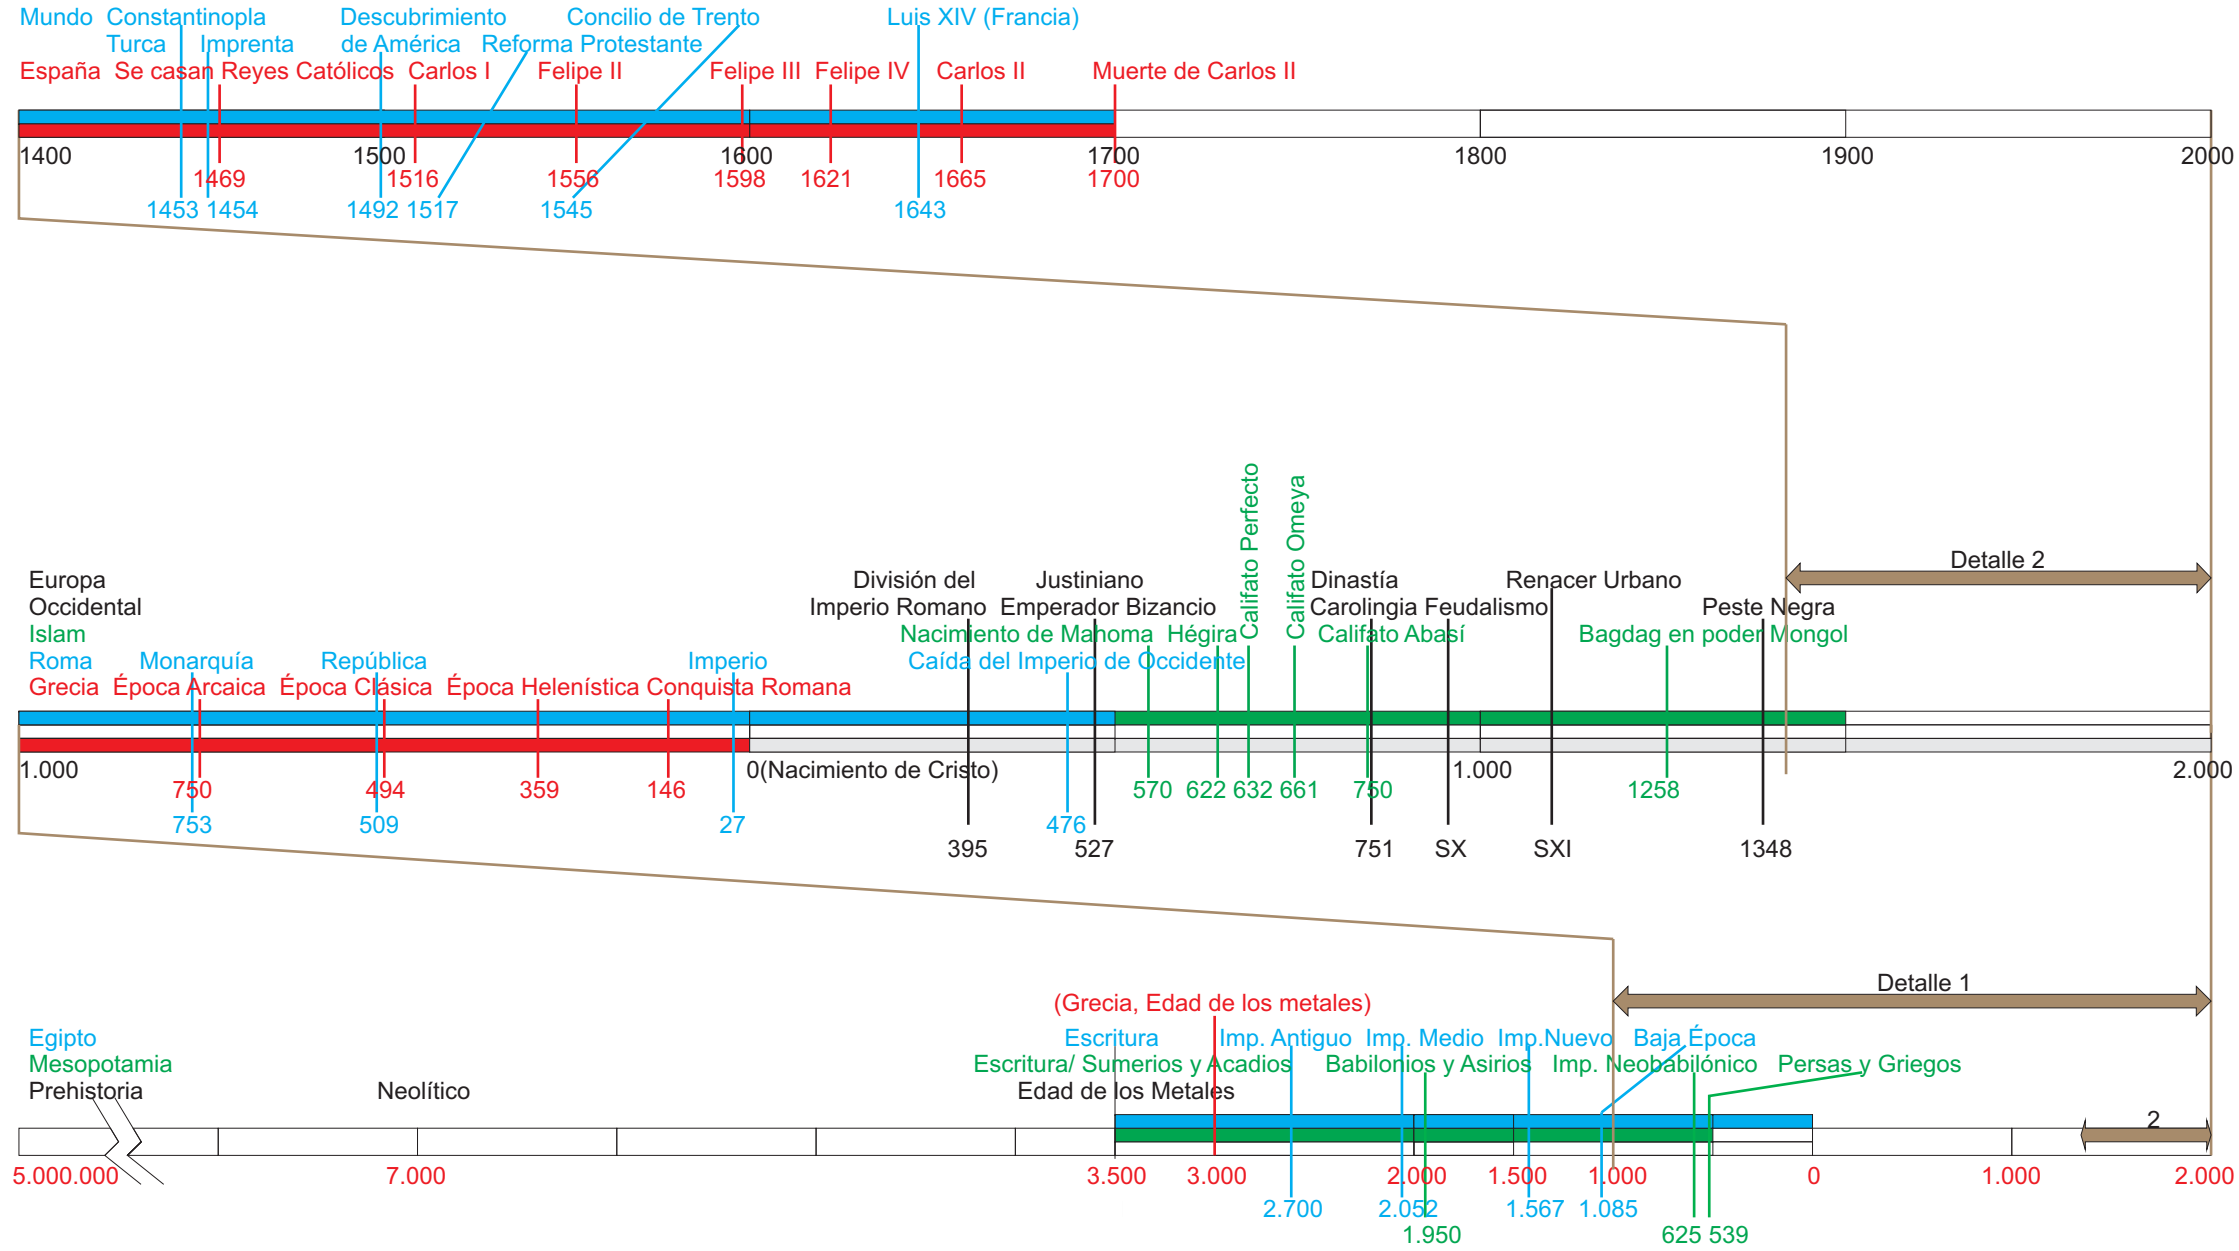 Mundo Constantinopla Descubrimiento Concilio de Trento Luis XIV (Francia)
Turca Imprenta de América Reforma Protestante
España Se casan Reyes Católicos Carlos I Felipe II Felipe III Felipe IV Carlos II Muerte de Carlos II
1400 1500 1600 1700 1800 1900 2000
1469 1516 1556 1598 1621 1665 1700
1453 1454 1492 1517 1545 1643
Califato Perfecto
Califato Omeya
Detalle 2
Europa División del Justiniano Dinastía Renacer Urbano
Occidental Imperio Romano Emperador Bizancio Carolingia Feudalismo Peste Negra
Islam Nacimiento de Mahoma Hégira Califato Abasí Bagdag en poder Mongol
Roma Monarquía República Imperio Caída del Imperio de Occidente
Grecia Época Arcaica Época Clásica Época Helenística Conquista Romana
1.000 0(Nacimiento de Cristo) 1.000 2.000
750 494 359 146 570 622 632 661 750 1258
753 509 27 476
395 527 751 SX SXI 1348
Detalle 1
(Grecia, Edad de los metales)
Egipto Escritura Imp. Antiguo Imp. Medio Imp.Nuevo Baja Época
Mesopotamia Escritura/ Sumerios y Acadios Babilonios y Asirios Imp. Neobabilónico Persas y Griegos
Prehistoria Neolítico Edad de los Metales
2
5.000.000 7.000 3.500 3.000 2.000 1.500 1.000 0 1.000 2.000
2.700 2.052 1.567 1.085
1.950 625 539